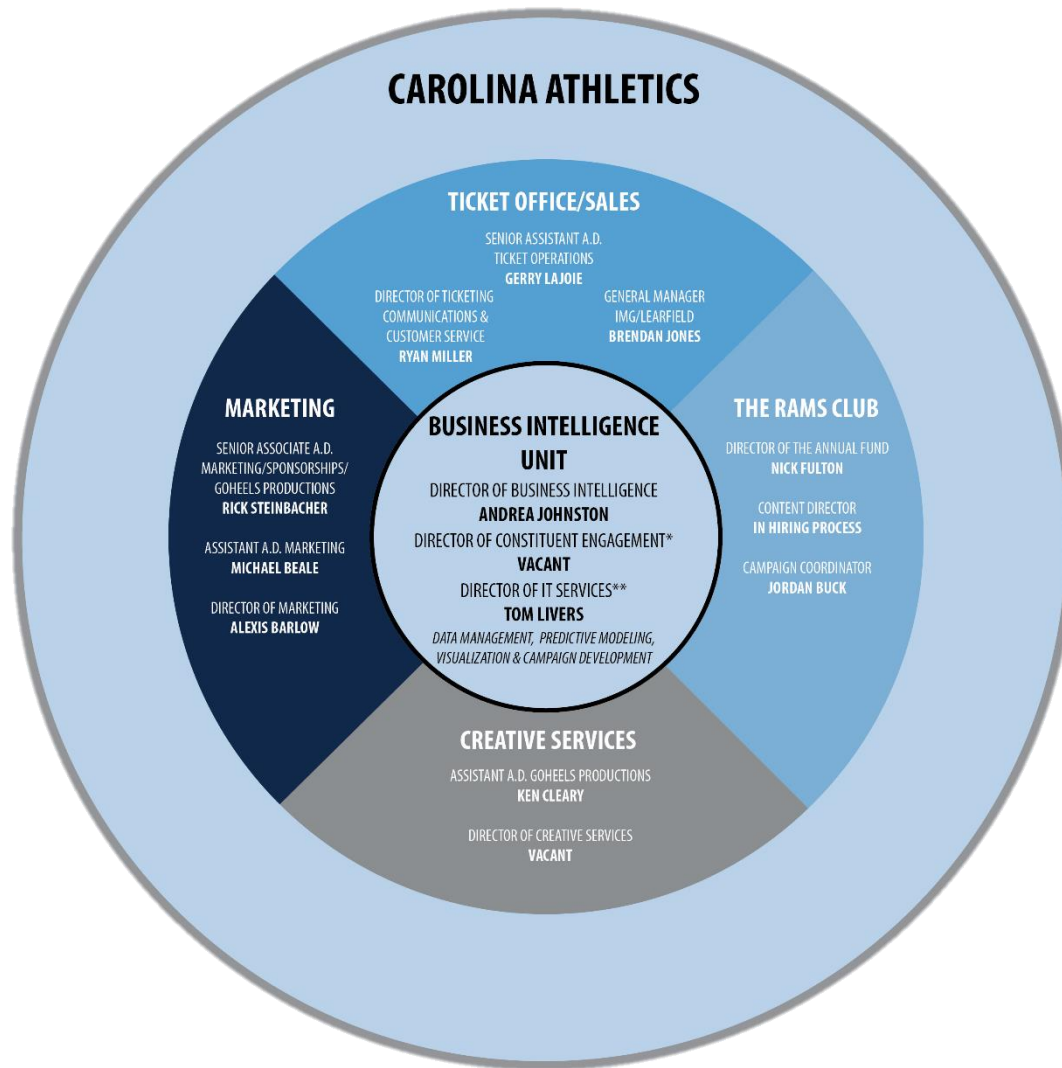 CAROLINA ATHLETICS
TICKET OFFICE/SALES
SENIOR ASSISTANT A.D.
TICKET OPERATIONS
GERRY LAJOIE
DIRECTOR OF TICKETING
COMMUNICATIONS &
CUSTOMER SERVICE
RYAN MILLER
GENERAL MANAGER
IMG/LEARFIELD
BRENDAN JONES
MARKETING
SENIOR ASSOCIATE A.D.
MARKETING/SPONSORSHIPS/
GOHEELS PRODUCTIONS
RICK STEINBACHER
ASSISTANT A.D. MARKETING
MICHAEL BEALE
DIRECTOR OF MARKETING
ALEXIS BARLOW
BUSINESS INTELLIGENCE
UNIT
DIRECTOR OF BUSINESS INTELLIGENCE
ANDREA JOHNSTON
DIRECTOR OF CONSTITUENT ENGAGEMENT*
VACANT
DIRECTOR OF IT SERVICES**
TOM LIVERS
DATA MANAGEMENT, PREDICTIVE MODELING,
VISUALIZATION & CAMPAIGN DEVELOPMENT
THE RAMS CLUB
DIRECTOR OF THE ANNUAL FUND
NICK FULTON
CONTENT DIRECTOR
IN HIRING PROCESS
CAMPAIGN COORDINATOR
JORDAN BUCK
CREATIVE SERVICES
ASSISTANT A.D. GOHEELS PRODUCTIONS
KEN CLEARY
DIRECTOR OF CREATIVE SERVICES
VACANT